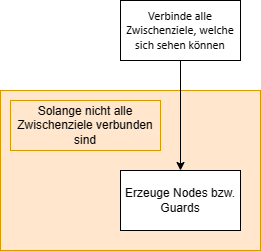 Verbinde alle
Zwischenziele, welche
sich sehen können
Solange nicht alle
Zwischenziele verbunden
sind
Erzeuge Nodes bzw.
Guards